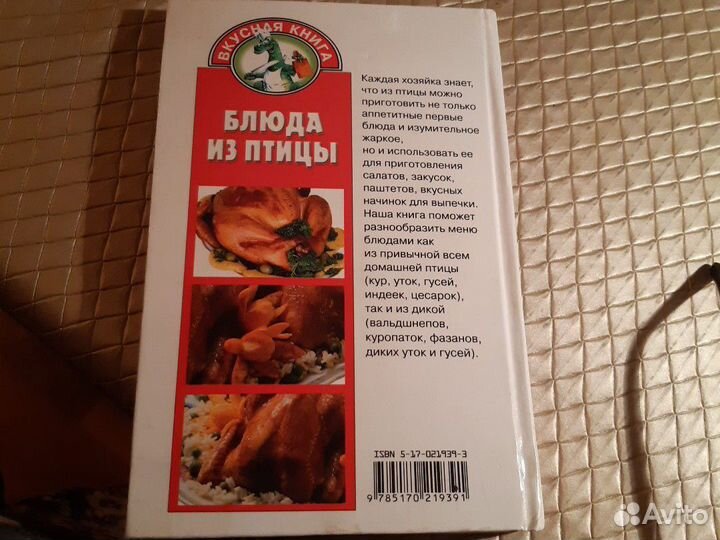 ВКУСНАЯ КНИГА
БЛЮДА
ИЗ ПТИЦЫ
Каждая хозяйка знает,
что из птицы можно
приготовить не только
аппетитные первые
блюда и изумительное
жаркое,
но и использовать ее
для приготовления
салатов, закусок,
паштетов, вкусных
начинок для выпечки.
Наша книга поможет
разнообразить меню
блюдами как
из привычной всем
домашней птицы
(кур, уток, гусей,
индеек, цесарок),
так и из дикой
(вальдшнепов,
куропаток, фазанов,
диких уток и гусей).
ISBN 5-17-021939-3
9 785170 219391
Avito